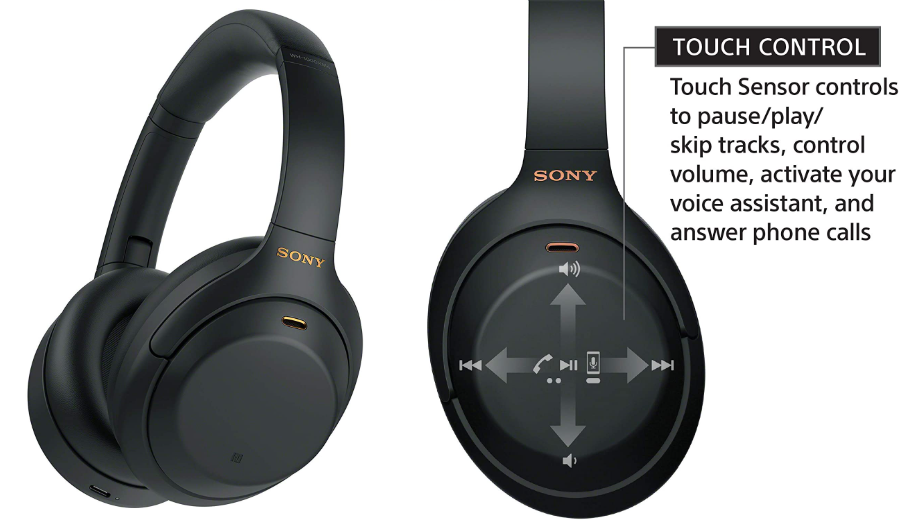 SONY
SONY
TOUCH CONTROL
Touch Sensor controls
to pause/play/
skip tracks, control
volume, activate your
voice assistant, and
answer phone calls